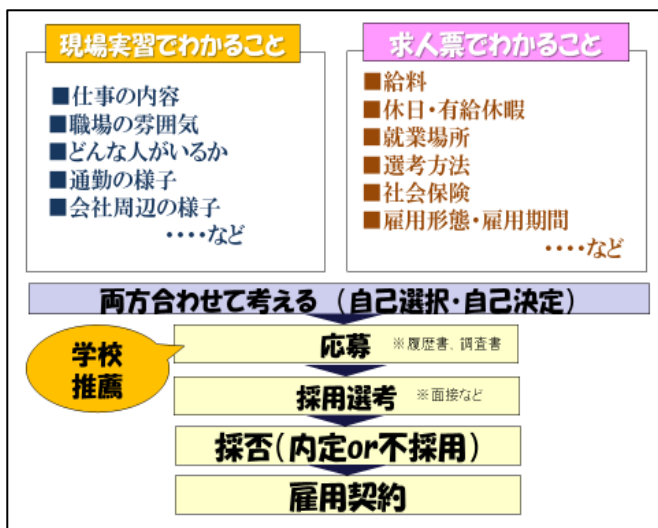 現場実習でわかること
■仕事の内容
■職場の雰囲気
■どんな人がいるか
■通勤の様子
■会社周辺の様子
・・・・など
求人票でわかること
■給料
■休日・有給休暇
■就業場所
■選考方法
■社会保険
■雇用形態・雇用期間
・・・・など
両方合わせて考える（自己選択・自己決定）
学校
推薦
応募 ※履歴書、調査書
採用選考 ※面接など
採否(内定or不採用)
雇用契約